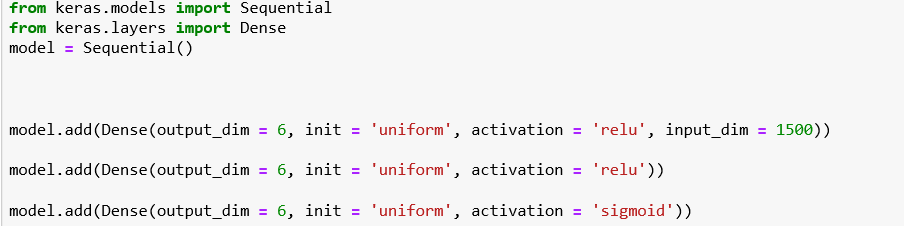 from keras.models import Sequential
from keras.layers import Dense
model = Sequential()
model.add(Dense(output_dim = 6, init = 'uniform', activation = 'relu', input_dim = 1500))
model.add(Dense(output_dim = 6, init = 'uniform', activation = 'relu'))
model.add(Dense(output_dim = 6, init = 'uniform', activation = 'sigmoid'))